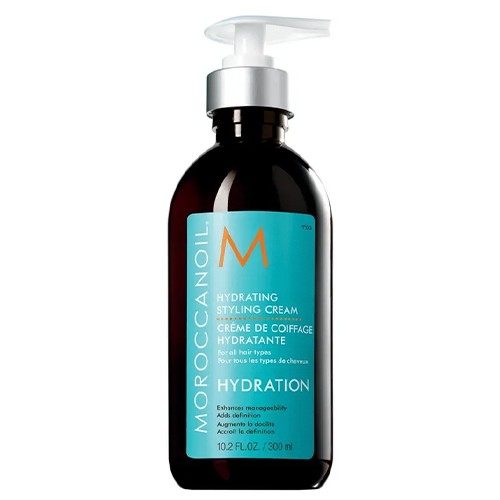 MOROCCANOIL®
M
HYDRATING
STYLING CREAM
CRÈME DE COIFFAGE
HYDRATANTE
For all hair types
Pour tous les types de cheveux
HYDRATION
Enhances manageability
Adds definition
Augmente la docilité
Accroît la définition
10.2 FL.OZ. / 300 ml